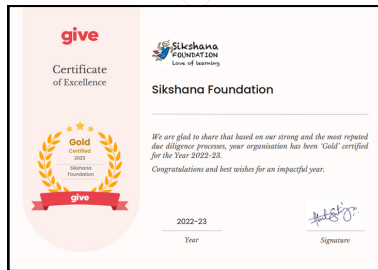 give
Certificate
of Excellence
Gold
Certified
2023
Sikshana
Foundation
give
Sikshana
FOUNDATION
Love of learning
Sikshana Foundation
We are glad to share that based on our strong and the most reputed
due diligence processes, your organisation has been 'Gold' certified
for the Year 2022-23.
Congratulations and best wishes for an impactful year.
2022-23
Year
Signature